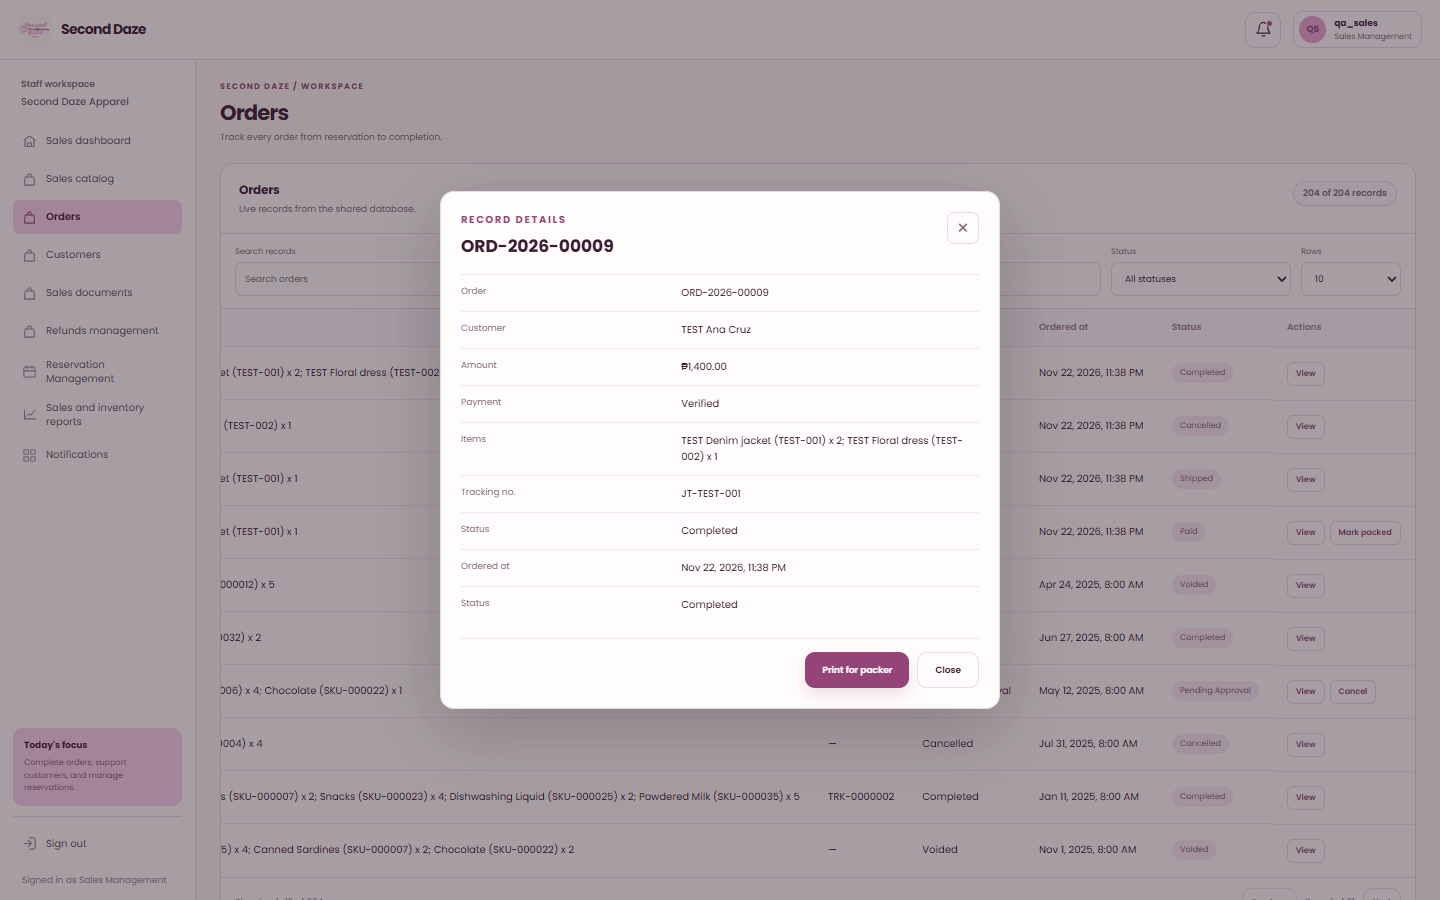 Second Daze
QS
qa_sales
Sales Management
Staff workspace
Second Daze Apparel
Sales dashboard
Sales catalog
Orders
Customers
Sales documents
Refunds management
Reservation
Management
Sales and inventory
reports
Notifications
Today's focus
Complete orders, support
customers, and manage
reservations.
Sign out
Signed in as Sales Management
SECOND DAZE / WORKSPACE
Orders
Track every order from reservation to completion.
Orders
Live records from the shared database.
204 of 204 records
Search records
Search orders
Status
All statuses
Rows
10
Ordered at Status Actions
et (TEST-001) x 2; TEST Floral dress (TEST-002 Nov 22, 2026, 11:38 PM Completed View
(TEST-002) x 1 Nov 22, 2026, 11:38 PM Cancelled View
et (TEST-001) x 1 Nov 22, 2026, 11:38 PM Shipped View
et (TEST-001) x 1 Nov 22, 2026, 11:38 PM Paid View Mark packed
000012) x 5 Apr 24, 2025, 8:00 AM Voided View
0032) x 2 Jun 27, 2025, 8:00 AM Completed View
006) x 4; Chocolate (SKU-000022) x 1 al May 12, 2025, 8:00 AM Pending Approval View Cancel
0004) x 4 — Cancelled Jul 31, 2025, 8:00 AM Cancelled View
s (SKU-000007) x 2; Snacks (SKU-000023) x 4; Dishwashing Liquid (SKU-000025) x 2; Powdered Milk (SKU-000035) x 5 TRK-0000002 Completed Jan 11, 2025, 8:00 AM Completed View
5) x 4; Canned Sardines (SKU-000007) x 2; Chocolate (SKU-000022) x 2 — Voided Nov 1, 2025, 8:00 AM Voided View
RECORD DETAILS
ORD-2026-00009
Order ORD-2026-00009
Customer TEST Ana Cruz
Amount ₱1,400.00
Payment Verified
Items TEST Denim jacket (TEST-001) x 2; TEST Floral dress (TEST-
002) x 1
Tracking no. JT-TEST-001
Status Completed
Ordered at Nov 22, 2026, 11:38 PM
Status Completed
Print for packer
Close